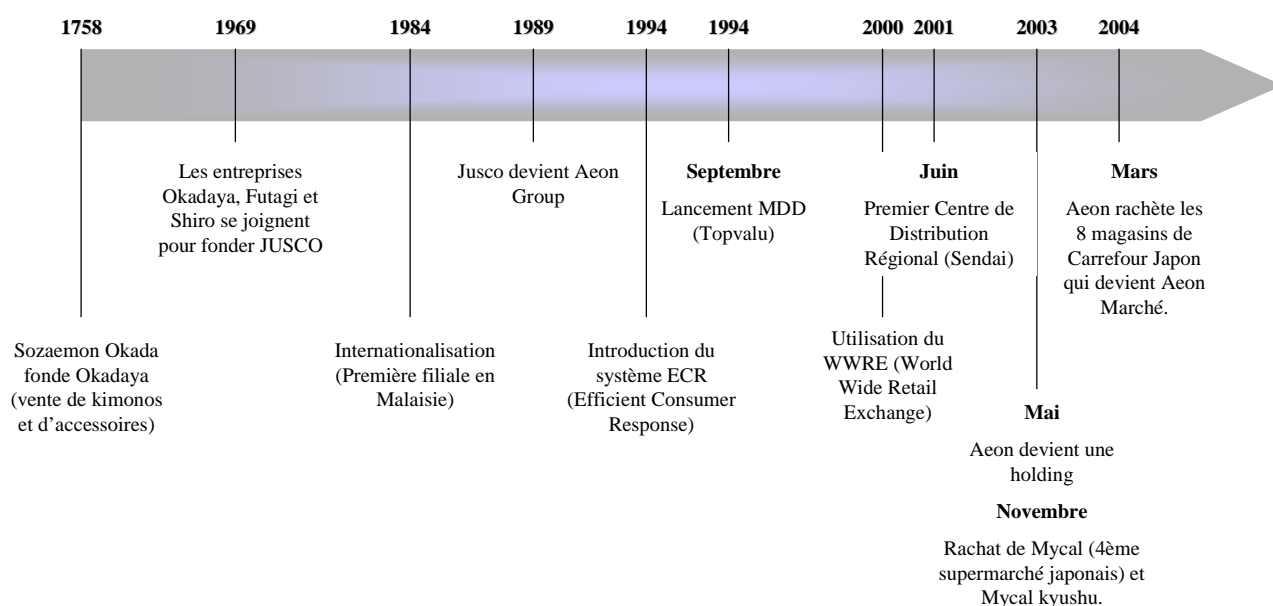 1758
1969
1984
1989
1994
1994
2000
2001
2003
2004
Les entreprises
Okadaya, Futagi et
Shiro se joignent
pour fonder JUSCO
Jusco devient Aeon
Group
Septembre
Lancement MDD
(Topvalu)
Juin
Premier Centre de
Distribution
Régional (Sendai)
Mars
Aeon rachète les
8 magasins de
Carrefour Japon
qui devient Aeon
Marché.
Sozaemon Okada
fonde Okadaya
(vente de kimonos
et d’accessoires)
Internationalisation
(Première filiale en
Malaisie)
Introduction du
système ECR
(Efficient Consumer
Response)
Utilisation du
WWRE (World
Wide Retail
Exchange)
Mai
Aeon devient une
holding
Novembre
Rachat de Mycal (4ème
supermarché japonais) et
Mycal kyushu.